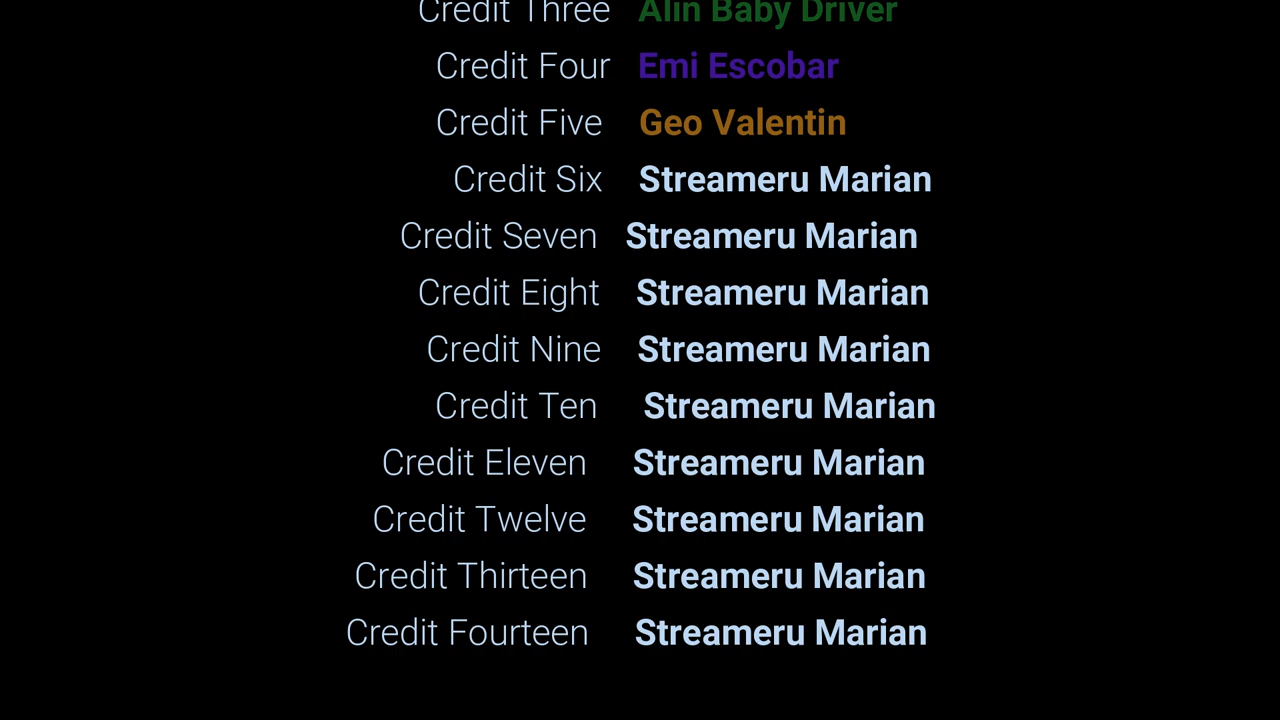 Credit Three Alin Baby Driver
Credit Four Emi Escobar
Credit Five Geo Valentin
Credit Six Streameru Marian
Credit Seven Streameru Marian
Credit Eight Streameru Marian
Credit Nine Streameru Marian
Credit Ten Streameru Marian
Credit Eleven Streameru Marian
Credit Twelve Streameru Marian
Credit Thirteen Streameru Marian
Credit Fourteen Streameru Marian